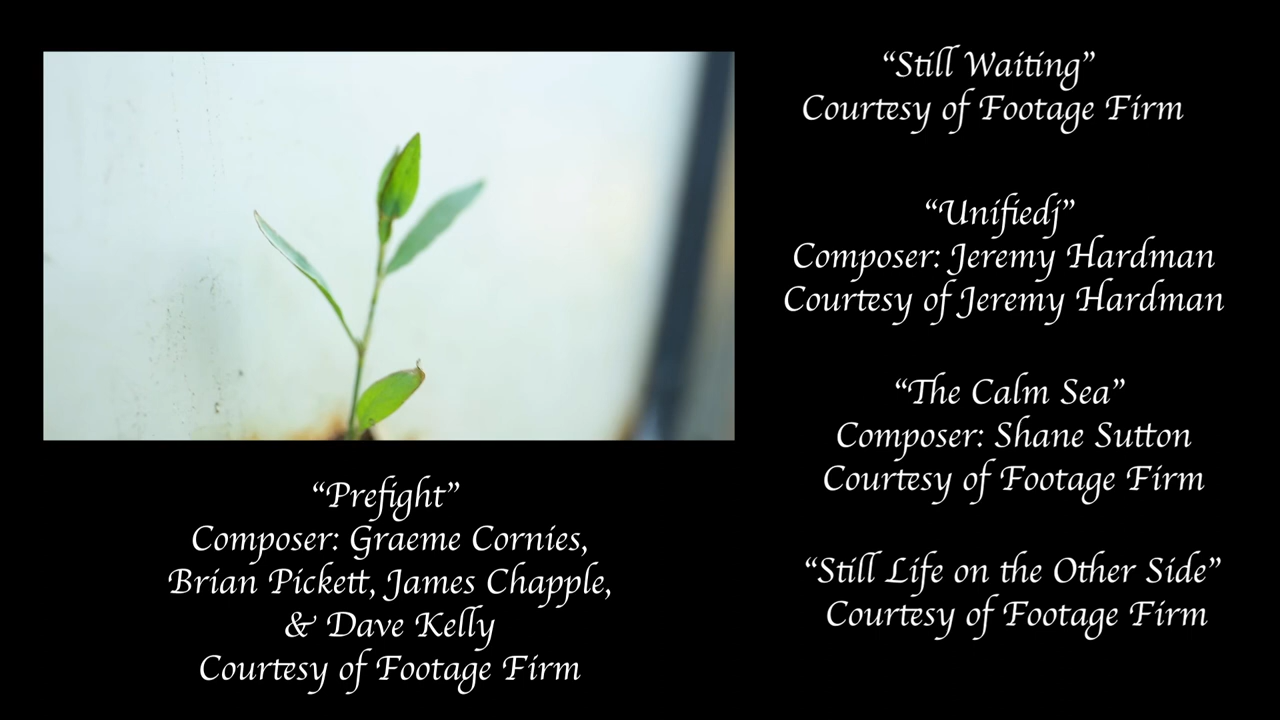 “Prefight”
Composer: Graeme Cornies,
Brian Pickett, James Chapple,
& Dave Kelly
Courtesy of Footage Firm
“Still Waiting”
Courtesy of Footage Firm
“Unifiedj”
Composer: Jeremy Hardman
Courtesy of Jeremy Hardman
“The Calm Sea”
Composer: Shane Sutton
Courtesy of Footage Firm
“Still Life on the Other Side”
Courtesy of Footage Firm